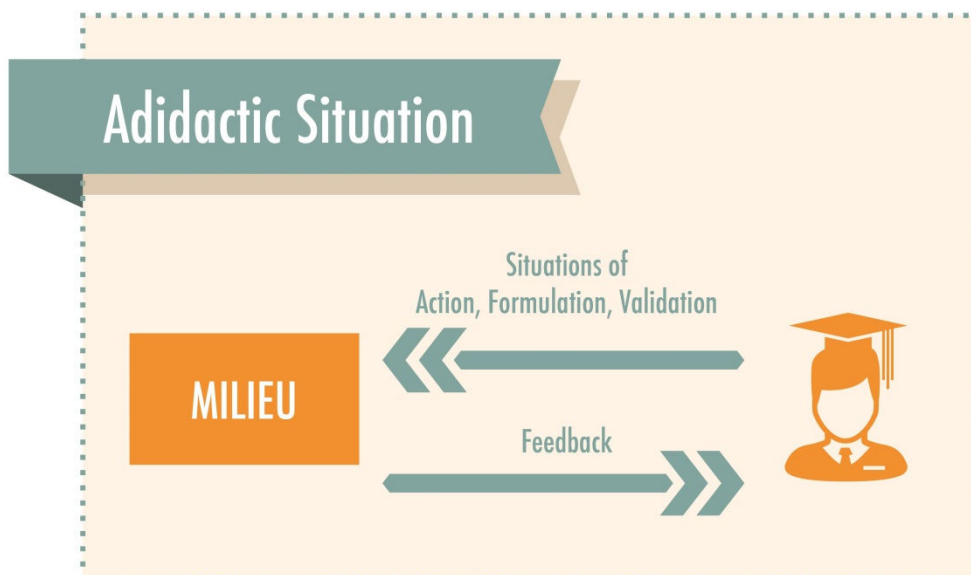 Adidactic Situation
Situations of
Action, Formulation, Validation
MILIEU
Feedback